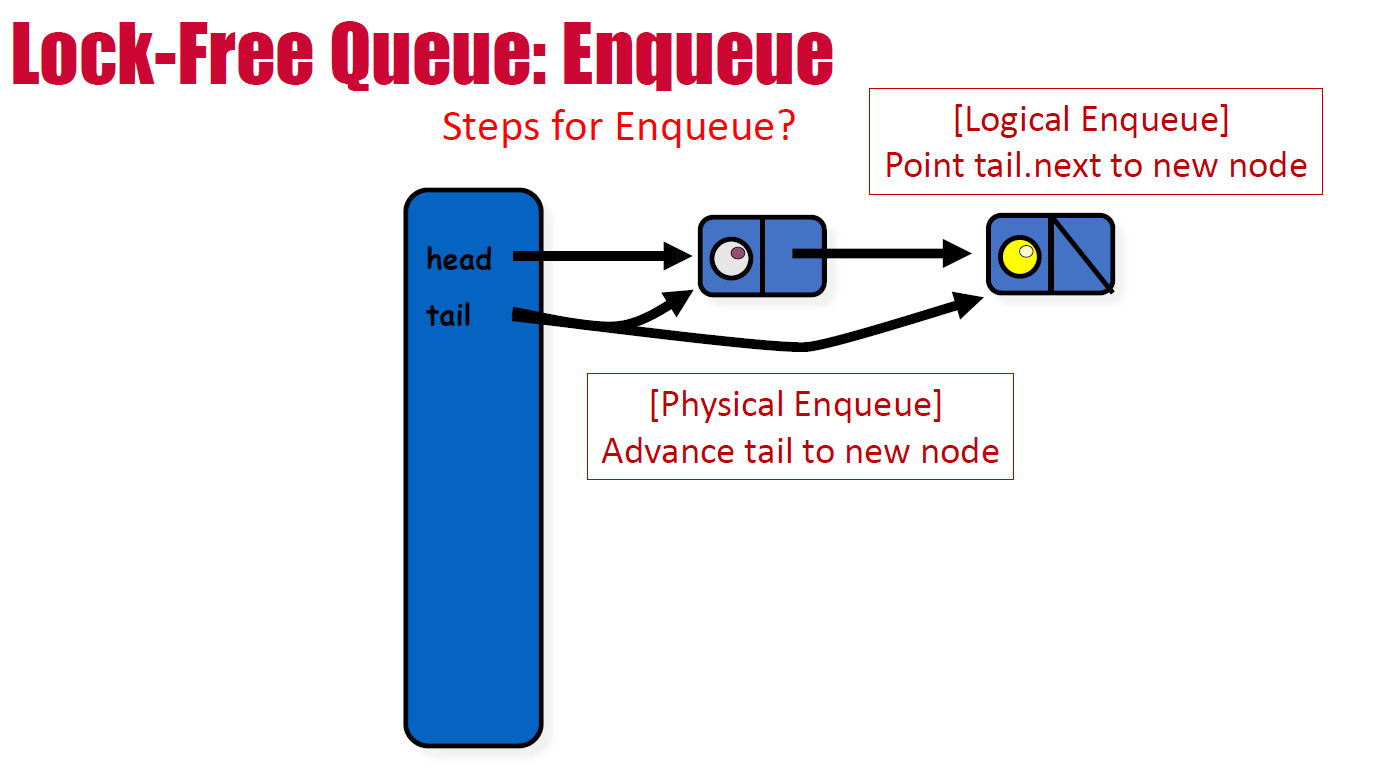 Lock-Free Queue: Enqueue
Steps for Enqueue?
[Logical Enqueue]
Point tail.next to new node
head
tail
[Physical Enqueue]
Advance tail to new node